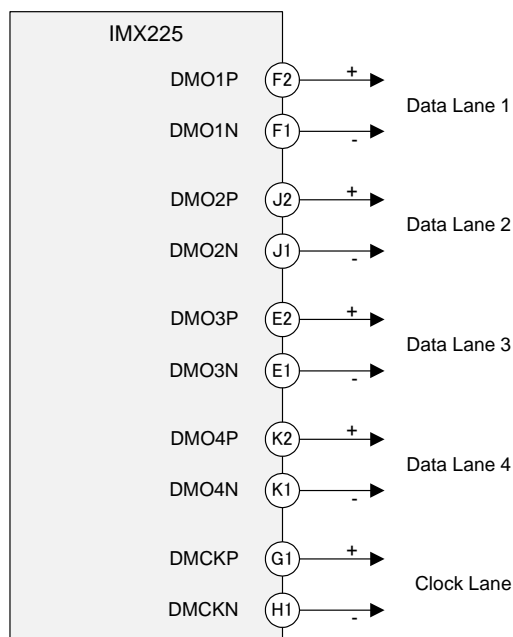 IMX225
DMO1P F2 +
Data Lane 1
DMO1N F1 -
DMO2P J2 +
Data Lane 2
DMO2N J1 -
DMO3P E2 +
Data Lane 3
DMO3N E1 -
DMO4P K2 +
Data Lane 4
DMO4N K1 -
DMCKP G1 +
Clock Lane
DMCKN H1 -